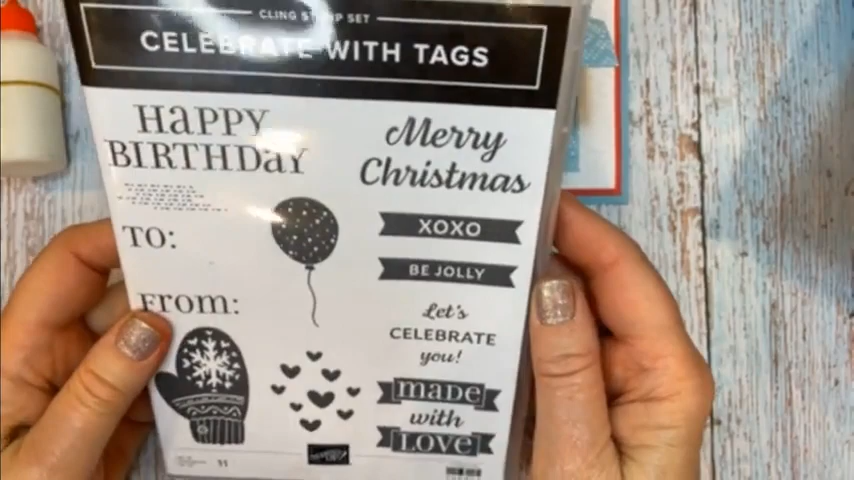 CLING STAMP SET
CELEBRATE WITH TAGS
HaPPY
BIRTHDaY
TO:
From:
Merry
Christmas
XOXO
BE JOLLY
Let's
CELEBRATE
you!
made
with
LOVE
11